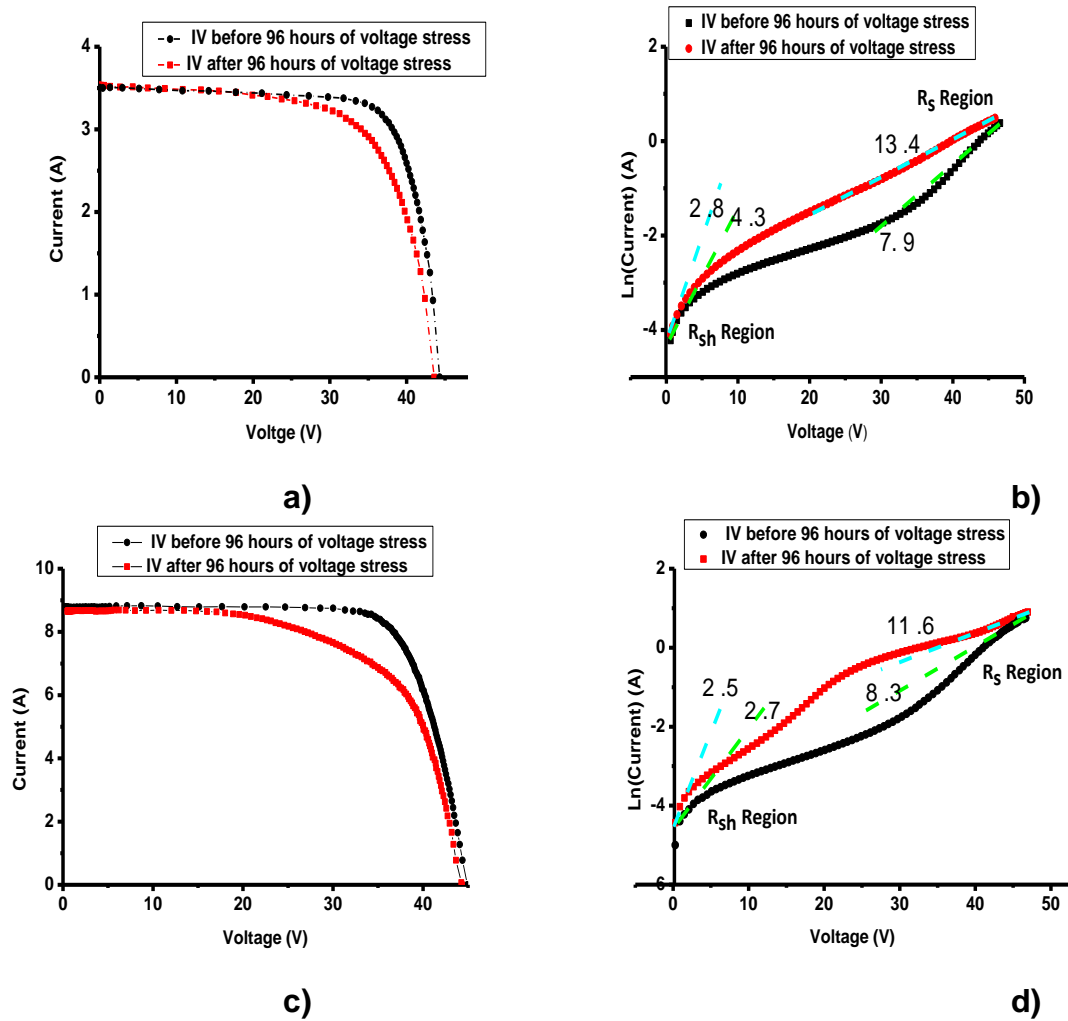 IV before 96 hours of voltage stress
IV after 96 hours of voltage stress
4
3
2
1
0
0 10 20 30 40
Current (A)
Voltge (V)
a)
IV before 96 hours of voltage stress
IV after 96 hours of voltage stress
2
0
-2
-4
0 10 20 30 40 50
Ln(Current) (A)
Voltage (V)
RS Region
13 .4
2 .8
4 .3
7. 9
Rsh Region
b)
IV before 96 hours of voltage stress
IV after 96 hours of voltage stress
10
8
6
4
2
0
0 10 20 30 40
Current (A)
Voltage (V)
c)
IV before 96 hours of voltage stress
IV after 96 hours of voltage stress
2
0
-2
-4
-6
0 10 20 30 40 50
Ln(Current) (A)
Voltage (V)
11 .6
2 .5
2 .7
8 .3
RS Region
Rsh Region
d)